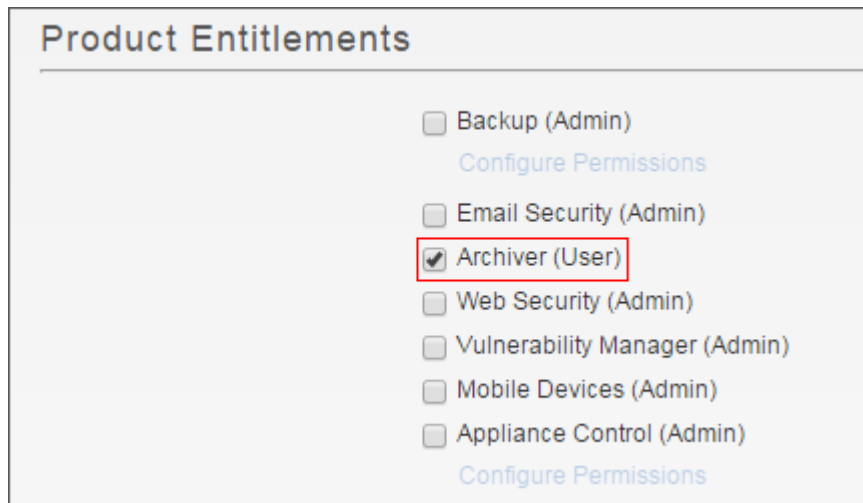 Product Entitlements
Backup (Admin)
Configure Permissions
Email Security (Admin)
Archiver (User)
Web Security (Admin)
Vulnerability Manager (Admin)
Mobile Devices (Admin)
Appliance Control (Admin)
Configure Permissions